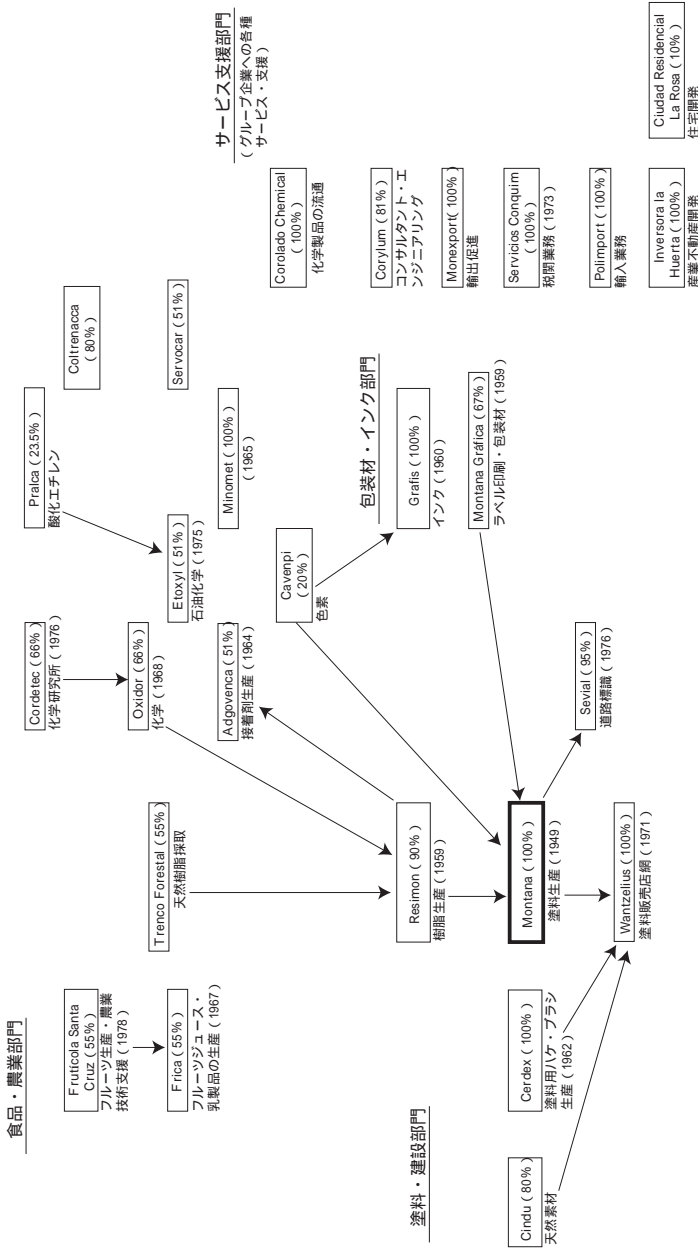 食品・農業部門
Fruticola Santa
Cruz ( 55% )
フルーツ生産・農業
技術支援 ( 1978 )
Frica ( 55% )
フルーツジュース・
乳製品の生産 ( 1967 )
Trenco Forestal ( 55% )
天然樹脂採取
Cordetec ( 66% )
化学研究所 ( 1976 )
Oxidor ( 66% )
化学 ( 1968 )
Adgovenca ( 51% )
接着剤生産 ( 1964 )
Pralca ( 23.5% )
酸化エチレン
Etoxyl ( 51% )
石油化学 ( 1975 )
Coltrenacca
( 80% )
Servocar ( 51% )
Minomet ( 100% )
( 1965 )
塗料・建設部門
Cindu ( 80% )
天然素材
Cerdex ( 100% )
塗料用ハケ・ブラシ
生産 ( 1962 )
Resimon ( 90% )
樹脂生産 ( 1959 )
Montana ( 100% )
塗料生産 ( 1949 )
Wantzelius ( 100% )
塗料販売店網 ( 1971 )
Sevial ( 95% )
道路標識 ( 1976 )
Cavenpi
( 20% )
色素
包装材・インク部門
Grafis ( 100% )
インク ( 1960 )
Montana Gráfica ( 67% )
ラベル印刷・包装材 ( 1959 )
サービス支援部門
( グループ企業への各種
サービス・支援 )
Corolado Chemical
( 100% )
化学製品の流通
Corylum ( 81% )
コンサルタント・エ
ンジニアリング
Monexport( 100% )
輸出促進
Servicios Conquim
( 100% )
税関業務 ( 1973 )
Polimport ( 100% )
輸入業務
Inversora la
Huerta ( 100% )
産業不動産開発
Ciudad Residencial
La Rosa ( 10% )
住宅開発